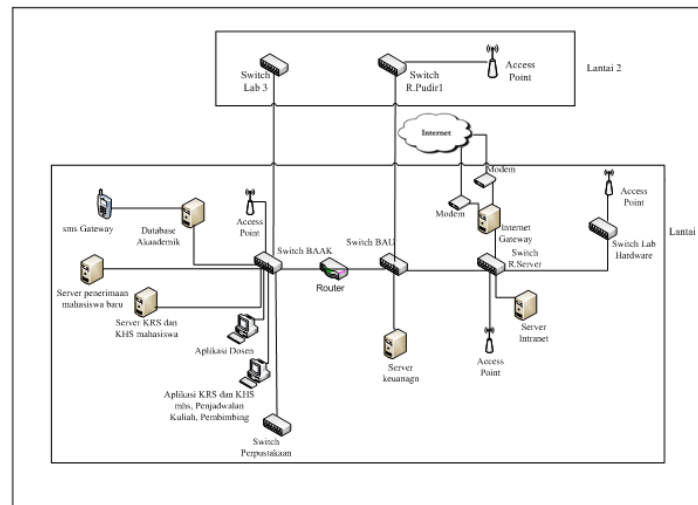 Switch
Lab 3
Switch
R.Pudir1
Access
Point
Lantai 2
Internet
Modem
Modem
Internet
Gateway
Access
Point
Lantai
sms Gateway
Database
Akaademik
Access
Point
Switch BAAK
Router
Switch BAU
Switch
R.Server
Switch Lab
Hardware
Server penerimaan
mahasiswa baru
Server KRS dan
KHS mahasiswa
Aplikasi Dosen
Server
keuanagn
Access
Point
Server
Intranet
Aplikasi KRS dan KHS
mhs, Penjadwalan
Kuliah, Pembimbing
Switch
Perpustakaan